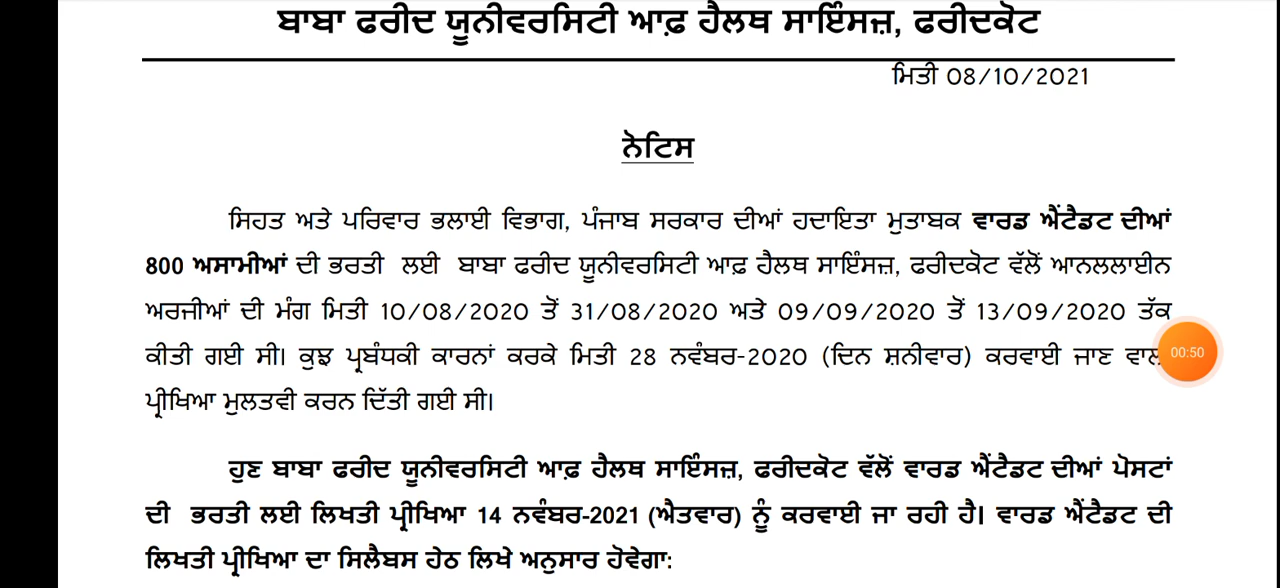 ਬਾਬਾ ਫਰੀਦ ਯੂਨੀਵਰਸਿਟੀ ਆਫ਼ ਹੈਲਥ ਸਾਇੰਸਜ਼, ਫਰੀਦਕੋਟ
ਮਿਤੀ 08/10/2021
ਨੋਟਿਸ
ਸਿਹਤ ਅਤੇ ਪਰਿਵਾਰ ਭਲਾਈ ਵਿਭਾਗ, ਪੰਜਾਬ ਸਰਕਾਰ ਦੀਆਂ ਹਦਾਇਤਾ ਮੁਤਾਬਕ ਵਾਰਡ ਐਂਟੈਡਟ ਦੀਆਂ
800 ਅਸਾਮੀਆਂ ਦੀ ਭਰਤੀ ਲਈ ਬਾਬਾ ਫਰੀਦ ਯੂਨੀਵਰਸਿਟੀ ਆਫ਼ ਹੈਲਥ ਸਾਇੰਸਜ਼, ਫਰੀਦਕੋਟ ਵੱਲੋਂ ਆਨਲਲਾਈਨ
ਅਰਜੀਆਂ ਦੀ ਮੰਗ ਮਿਤੀ 10/08/2020 ਤੋਂ 31/08/2020 ਅਤੇ 09/09/2020 ਤੋਂ 13/09/2020 ਤੱਕ
ਕੀਤੀ ਗਈ ਸੀ। ਕੁਝ ਪ੍ਰਬੰਧਕੀ ਕਾਰਨਾਂ ਕਰਕੇ ਮਿਤੀ 28 ਨਵੰਬਰ-2020 (ਦਿਨ ਸ਼ਨੀਵਾਰ) ਕਰਵਾਈ ਜਾਣ 00:50
ਪ੍ਰੀਖਿਆ ਮੁਲਤਵੀ ਕਰਨ ਦਿੱਤੀ ਗਈ ਸੀ।
ਹੁਣ ਬਾਬਾ ਫਰੀਦ ਯੂਨੀਵਰਸਿਟੀ ਆਫ਼ ਹੈਲਥ ਸਾਇੰਸਜ਼, ਫਰੀਦਕੋਟ ਵੱਲੋਂ ਵਾਰਡ ਐਂਟੈਡਟ ਦੀਆਂ ਪੋਸਟਾਂ
ਦੀ ਭਰਤੀ ਲਈ ਲਿਖਤੀ ਪ੍ਰੀਖਿਆ 14 ਨਵੰਬਰ-2021 (ਐਤਵਾਰ) ਨੂੰ ਕਰਵਾਈ ਜਾ ਰਹੀ ਹੈ। ਵਾਰਡ ਐਂਟੈਡਟ ਦੀ
ਲਿਖਤੀ ਪ੍ਰੀਖਿਆ ਦਾ ਸਿਲੈਬਸ ਹੇਠ ਲਿਖੇ ਅਨੁਸਾਰ ਹੋਵੇਗਾ: